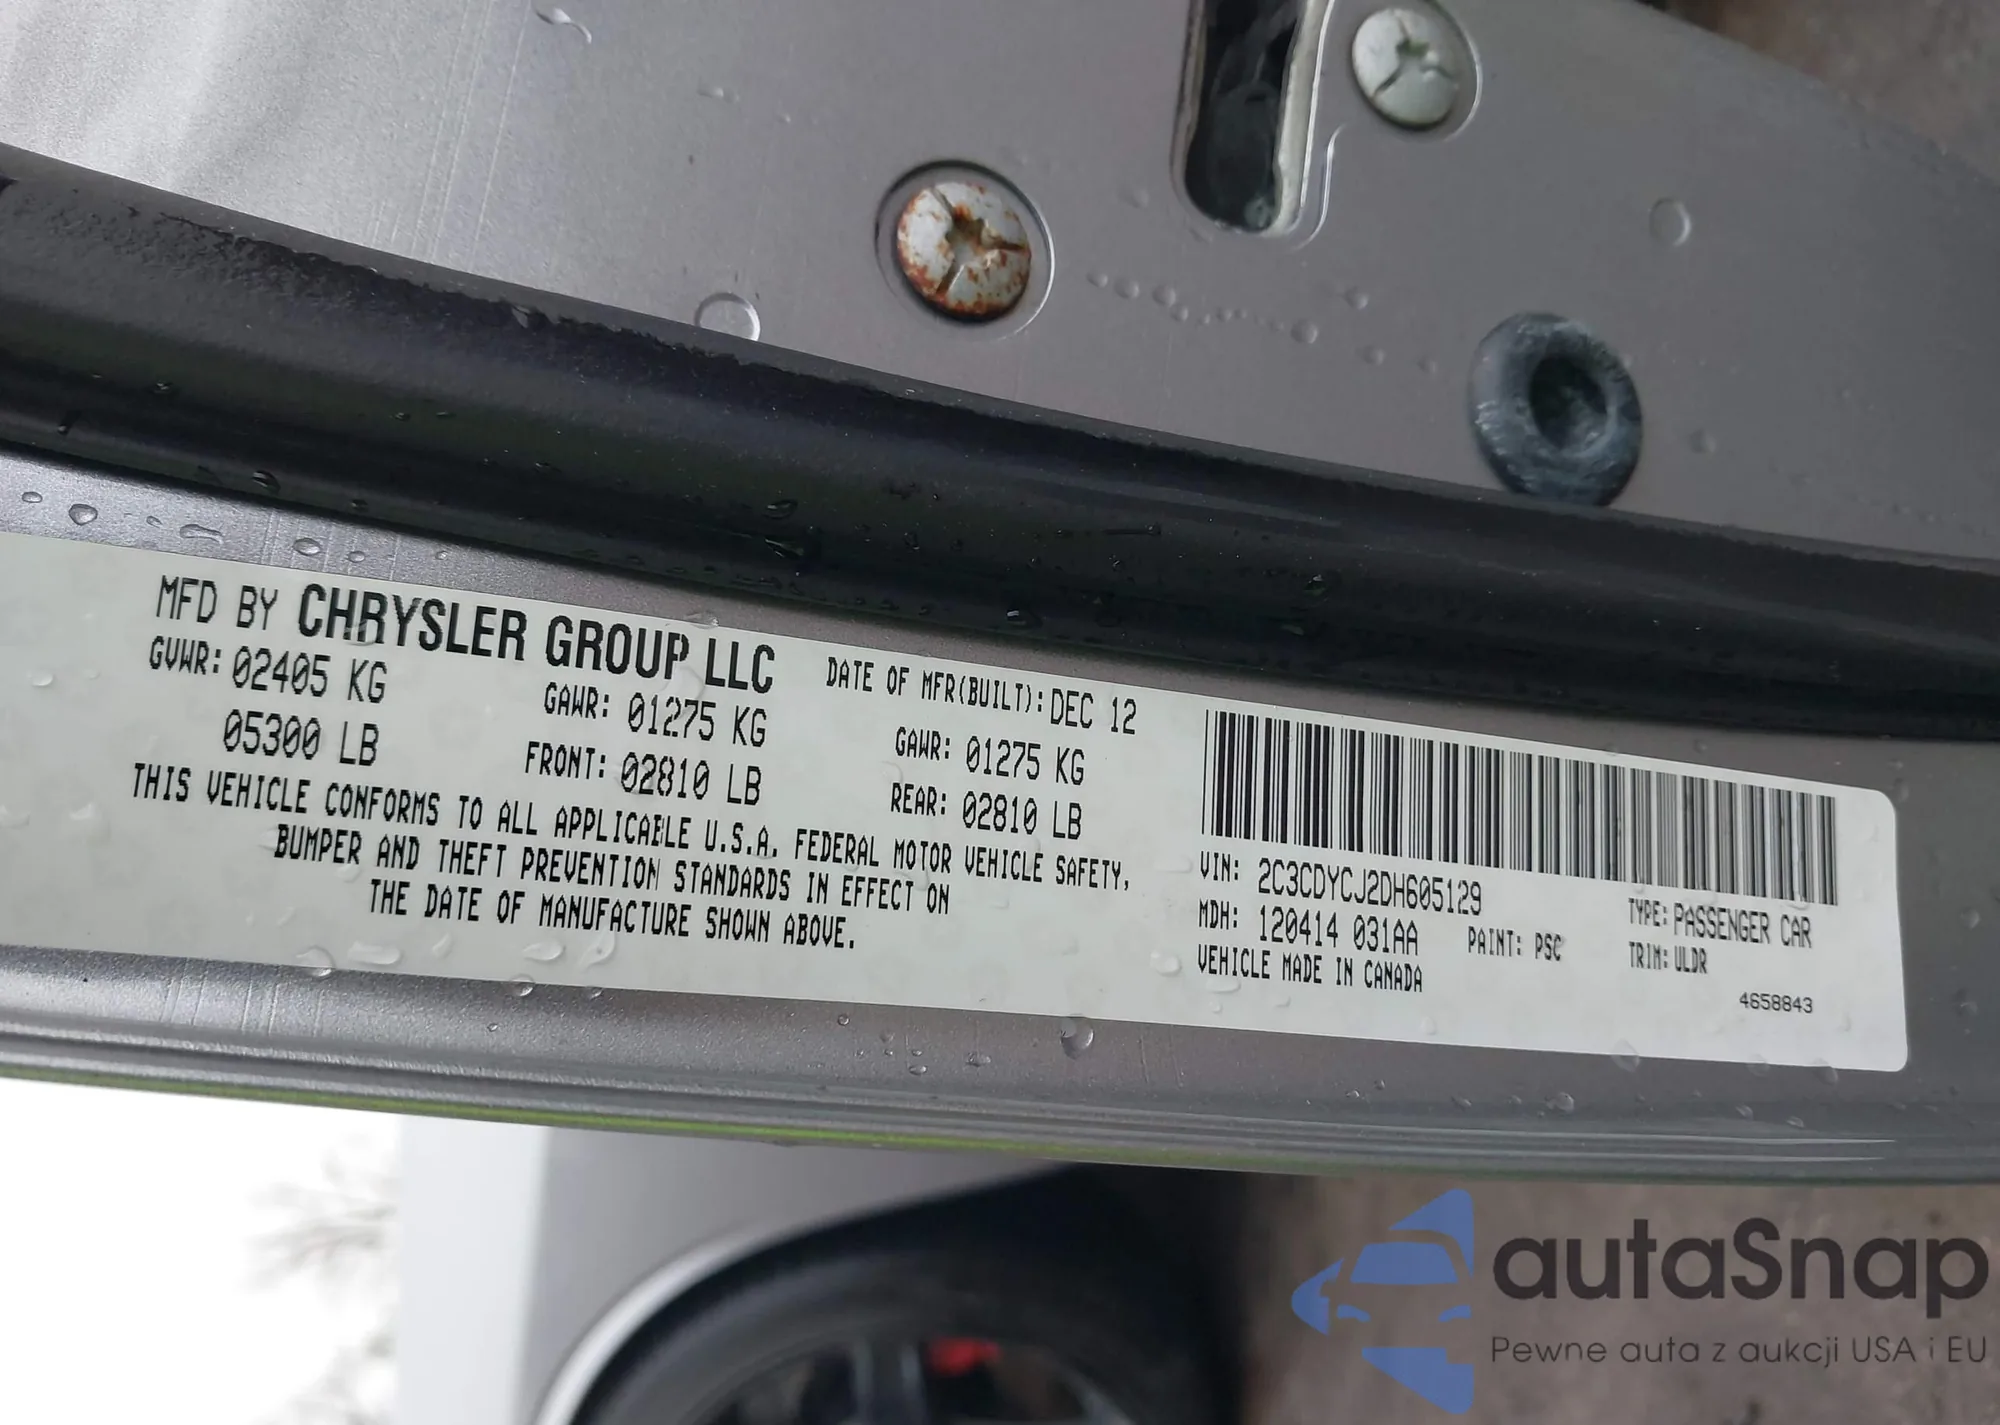 MFD BY CHRYSLER GROUP LLC DATE OF MFR(BUILT): DEC 12
GVWR: 02405 KG GAWR: 01275 KG GAWR: 01275 KG
05300 LB FRONT: 02810 LB REAR: 02810 LB
THIS VEHICLE CONFORMS TO ALL APPLICABLE U.S.A. FEDERAL MOTOR VEHICLE SAFETY,
BUMPER AND THEFT PREVENTION STANDARDS IN EFFECT ON
THE DATE OF MANUFACTURE SHOWN ABOVE.
VIN: 2C3CDYCJ2DH605129 TYPE: PASSENGER CAR
MDH: 120414 031AA PAINT: PSC TRIM: ULDR
VEHICLE MADE IN CANADA
4658843
autaSnap
Pewne auta z aukcji USA i EU